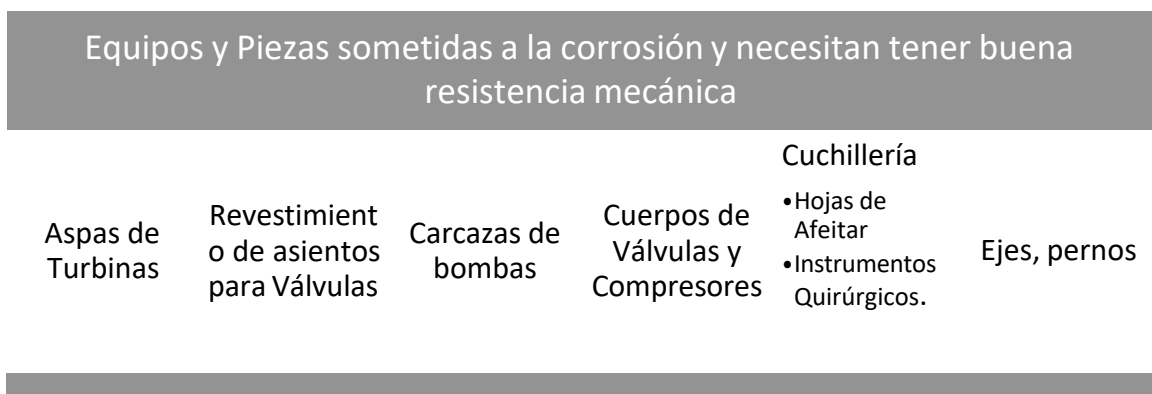 Equipos y Piezas sometidas a la corrosión y necesitan tener buena
resistencia mecánica
Aspas de
Turbinas
Revestimient
o de asientos
para Válvulas
Carcazas de
bombas
Cuerpos de
Válvulas y
Compresores
Cuchillería
•Hojas de
Afeitar
•Instrumentos
Quirúrgicos.
Ejes, pernos